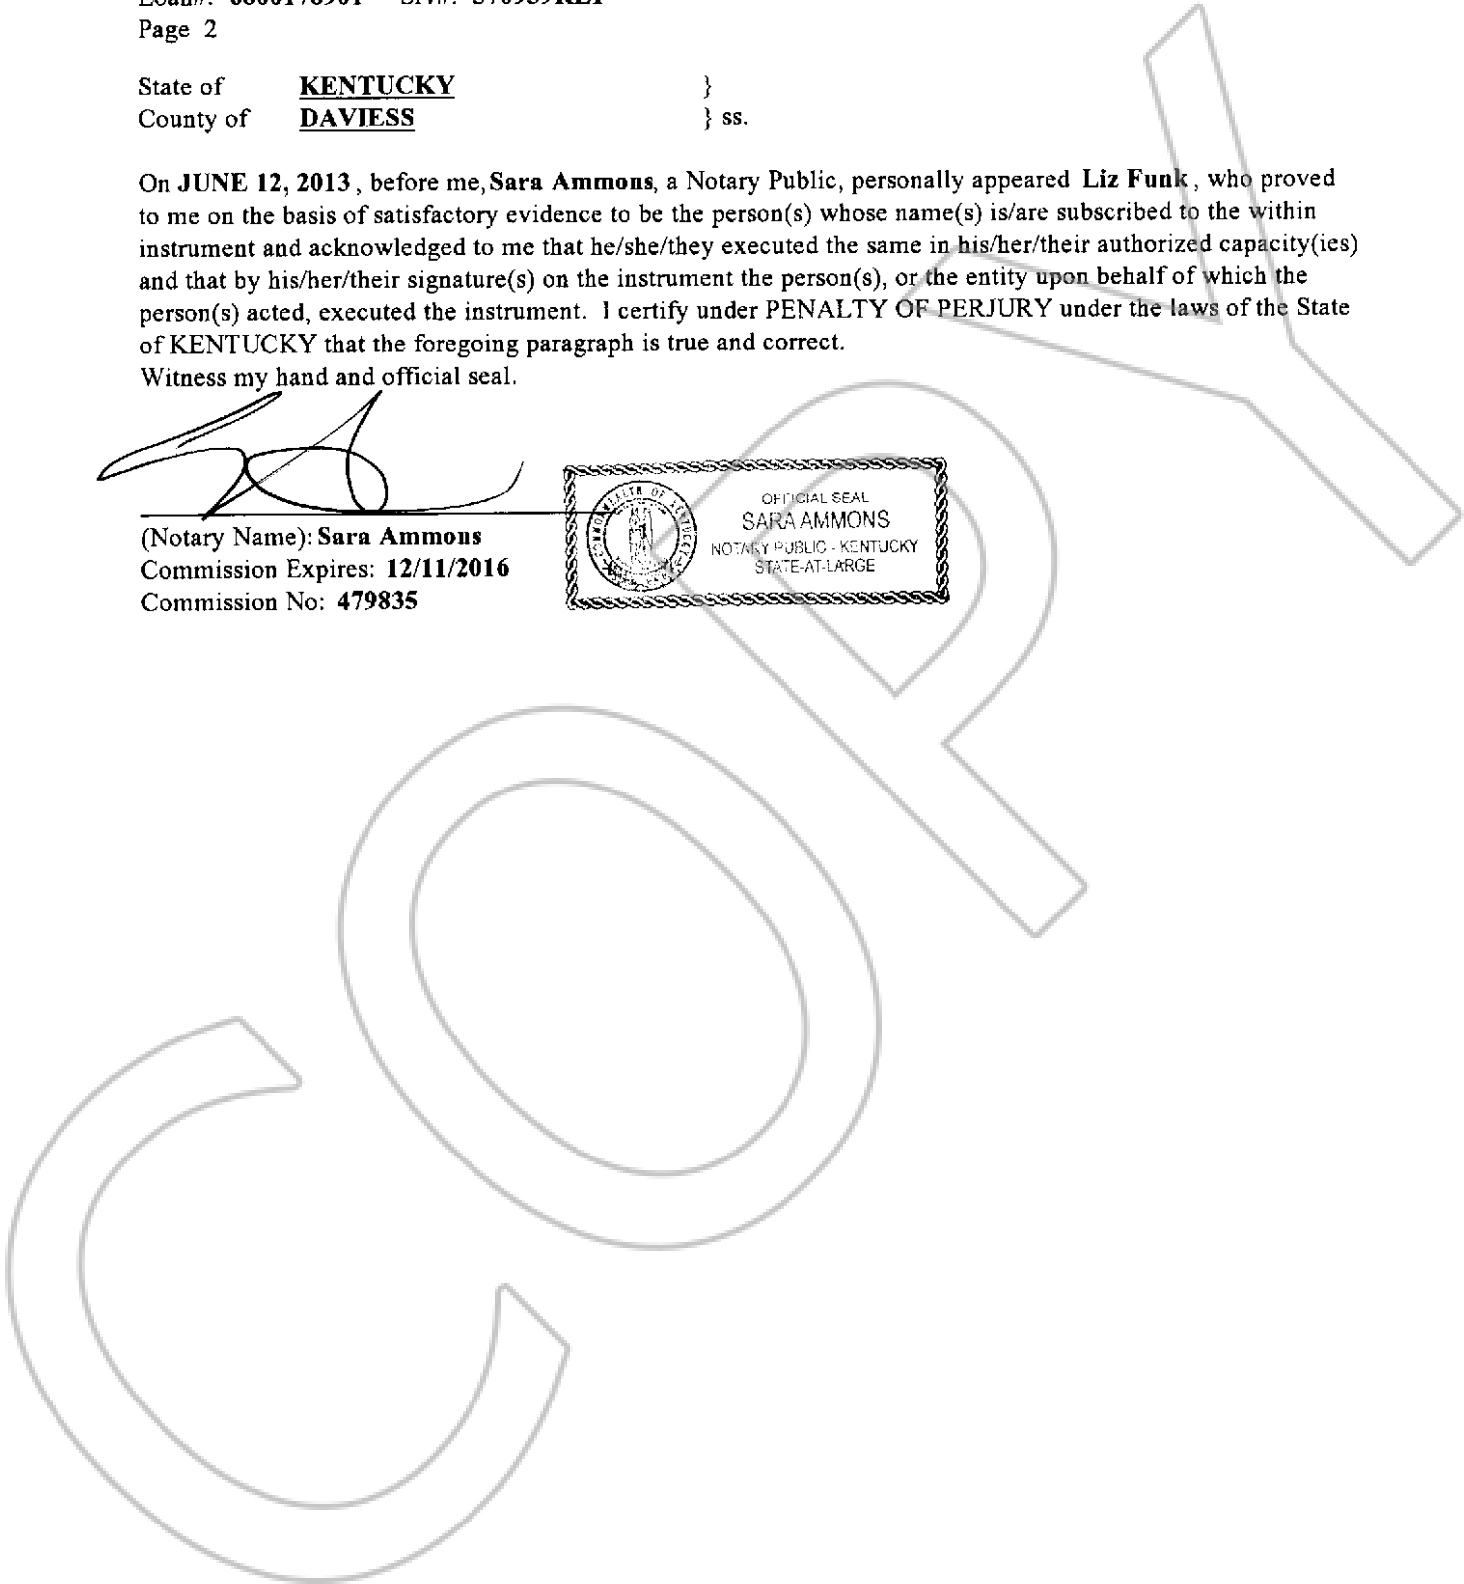 Page 2
State of KENTUCKY }
County of DAVIESS } ss.
On JUNE 12, 2013 , before me, Sara Ammons, a Notary Public, personally appeared Liz Funk , who proved
to me on the basis of satisfactory evidence to be the person(s) whose name(s) is/are subscribed to the within
instrument and acknowledged to me that he/she/they executed the same in his/her/their authorized capacity(ies)
and that by his/her/their signature(s) on the instrument the person(s), or the entity upon behalf of which the
person(s) acted, executed the instrument. I certify under PENALTY OF PERJURY under the laws of the State
of KENTUCKY that the foregoing paragraph is true and correct.
Witness my hand and official seal.
(Notary Name): Sara Ammons
Commission Expires: 12/11/2016
Commission No: 479835
COMMONWEALTH OF KENTUCKY
OFFICIAL SEAL
SARA AMMONS
NOTARY PUBLIC - KENTUCKY
STATE-AT-LARGE
COPY